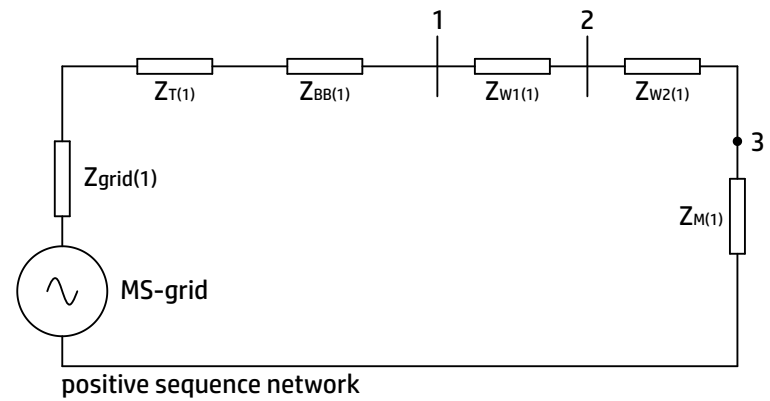 1
2
ZT(1)
ZBB(1)
ZW1(1)
ZW2(1)
3
Zgrid(1)
ZM(1)
MS-grid
positive sequence network